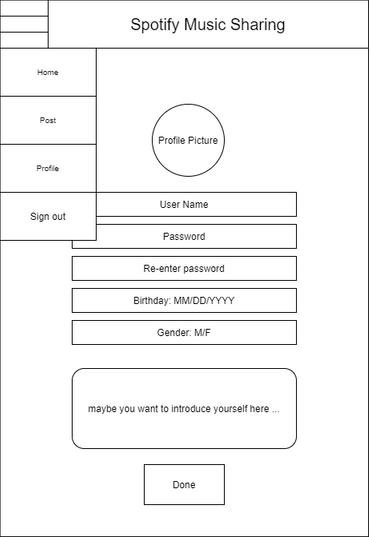 Spotify Music Sharing
Home
Post
Profile
Sign out
Profile Picture
User Name
Password
Re-enter password
Birthday: MM/DD/YYYY
Gender: M/F
maybe you want to introduce yourself here ...
Done